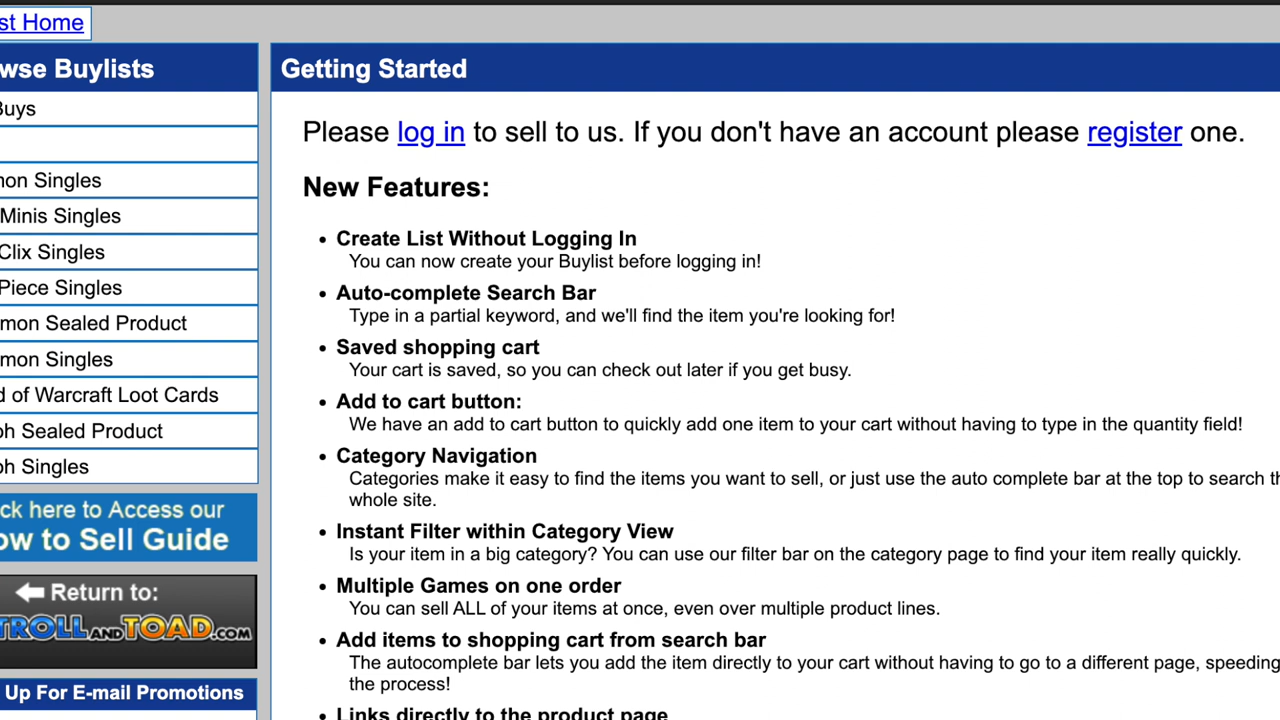 st Home
wse Buylists
Buys
non Singles
Minis Singles
Clix Singles
Piece Singles
mon Sealed Product
mon Singles
d of Warcraft Loot Cards
oh Sealed Product
oh Singles
ck here to Access our
ow to Sell Guide
Return to:
TROLL AND TOAD.COM
Up For E-mail Promotions
Getting Started
Please log in to sell to us. If you don't have an account please register one.
New Features:
• Create List Without Logging In
You can now create your Buylist before logging in!
• Auto-complete Search Bar
Type in a partial keyword, and we'll find the item you're looking for!
• Saved shopping cart
Your cart is saved, so you can check out later if you get busy.
• Add to cart button:
We have an add to cart button to quickly add one item to your cart without having to type in the quantity field!
• Category Navigation
Categories make it easy to find the items you want to sell, or just use the auto complete bar at the top to search th
whole site.
• Instant Filter within Category View
Is your item in a big category? You can use our filter bar on the category page to find your item really quickly.
• Multiple Games on one order
You can sell ALL of your items at once, even over multiple product lines.
• Add items to shopping cart from search bar
The autocomplete bar lets you add the item directly to your cart without having to go to a different page, speeding
the process!
• Links directly to the product page